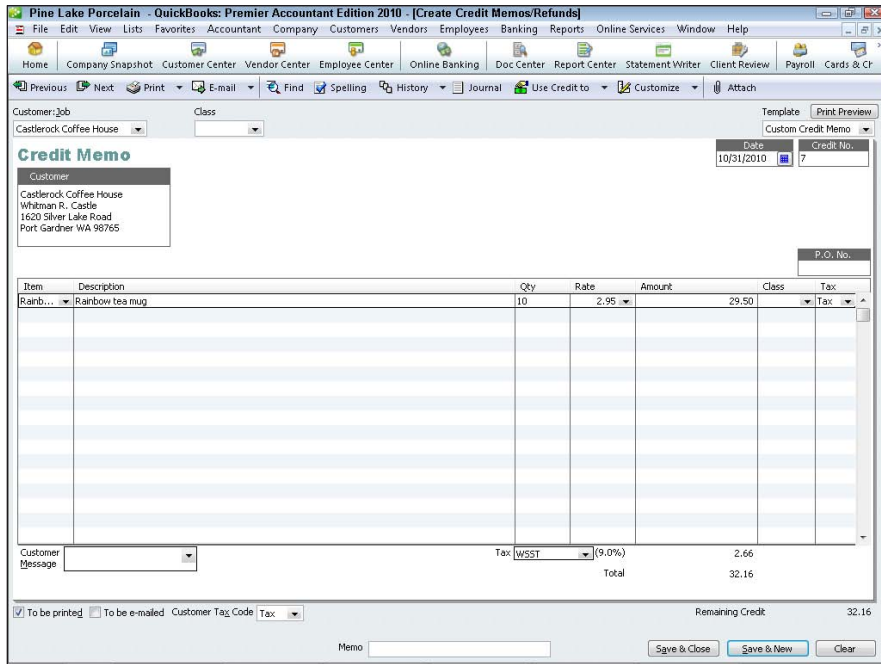 Pine Lake Porcelain - QuickBooks: Premier Accountant Edition 2010 - [Create Credit Memos/Refunds]
File Edit View Lists Favorites Accountant Company Customers Vendors Employees Banking Reports Online Services Window Help
Home Company Snapshot Customer Center Vendor Center Employee Center Online Banking Doc Center Report Center Statement Writer Client Review Payroll Cards & Ch
Previous Next Print E-mail Find Spelling History Journal Use Credit to Customize Attach
Customer:Job Class Template Print Preview
Castlerock Coffee House Custom Credit Memo
Credit Memo Date Credit No.
10/31/2010 7
Customer
Castlerock Coffee House
Whitman R. Castle
1620 Silver Lake Road
Port Gardner WA 98765
P.O. No.
Item Description Qty Rate Amount Class Tax
Rainb... Rainbow tea mug 10 2.95 29.50 Tax
Customer Message Tax WSST (9.0%) 2.66
Total 32.16
To be printed To be e-mailed Customer Tax Code Tax Remaining Credit 32.16
Memo Save & Close Save & New Clear